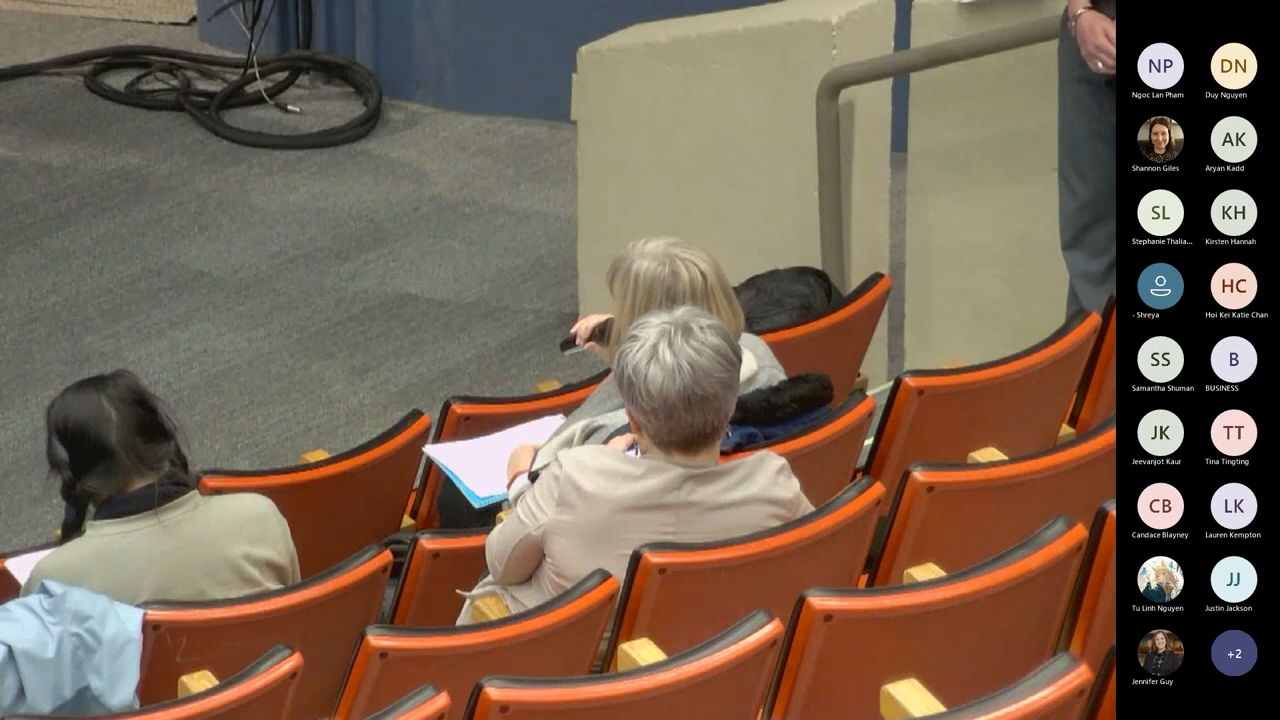 NP
DN
Ngoc Lan Pham
Duy Nguyen
AK
Shannon Giles
Aryan Kadd
SL
KH
Stephanie Thalia...
Kirsten Hannah
HC
- Shreya
Hoi Kei Katie Chan
SS
B
Samantha Shuman
BUSINESS
JK
TT
Jeevanjot Kaur
Tina Tingting
CB
LK
Candace Blayney
Lauren Kempton
JJ
Tu Linh Nguyen
Justin Jackson
+2
Jennifer Guy